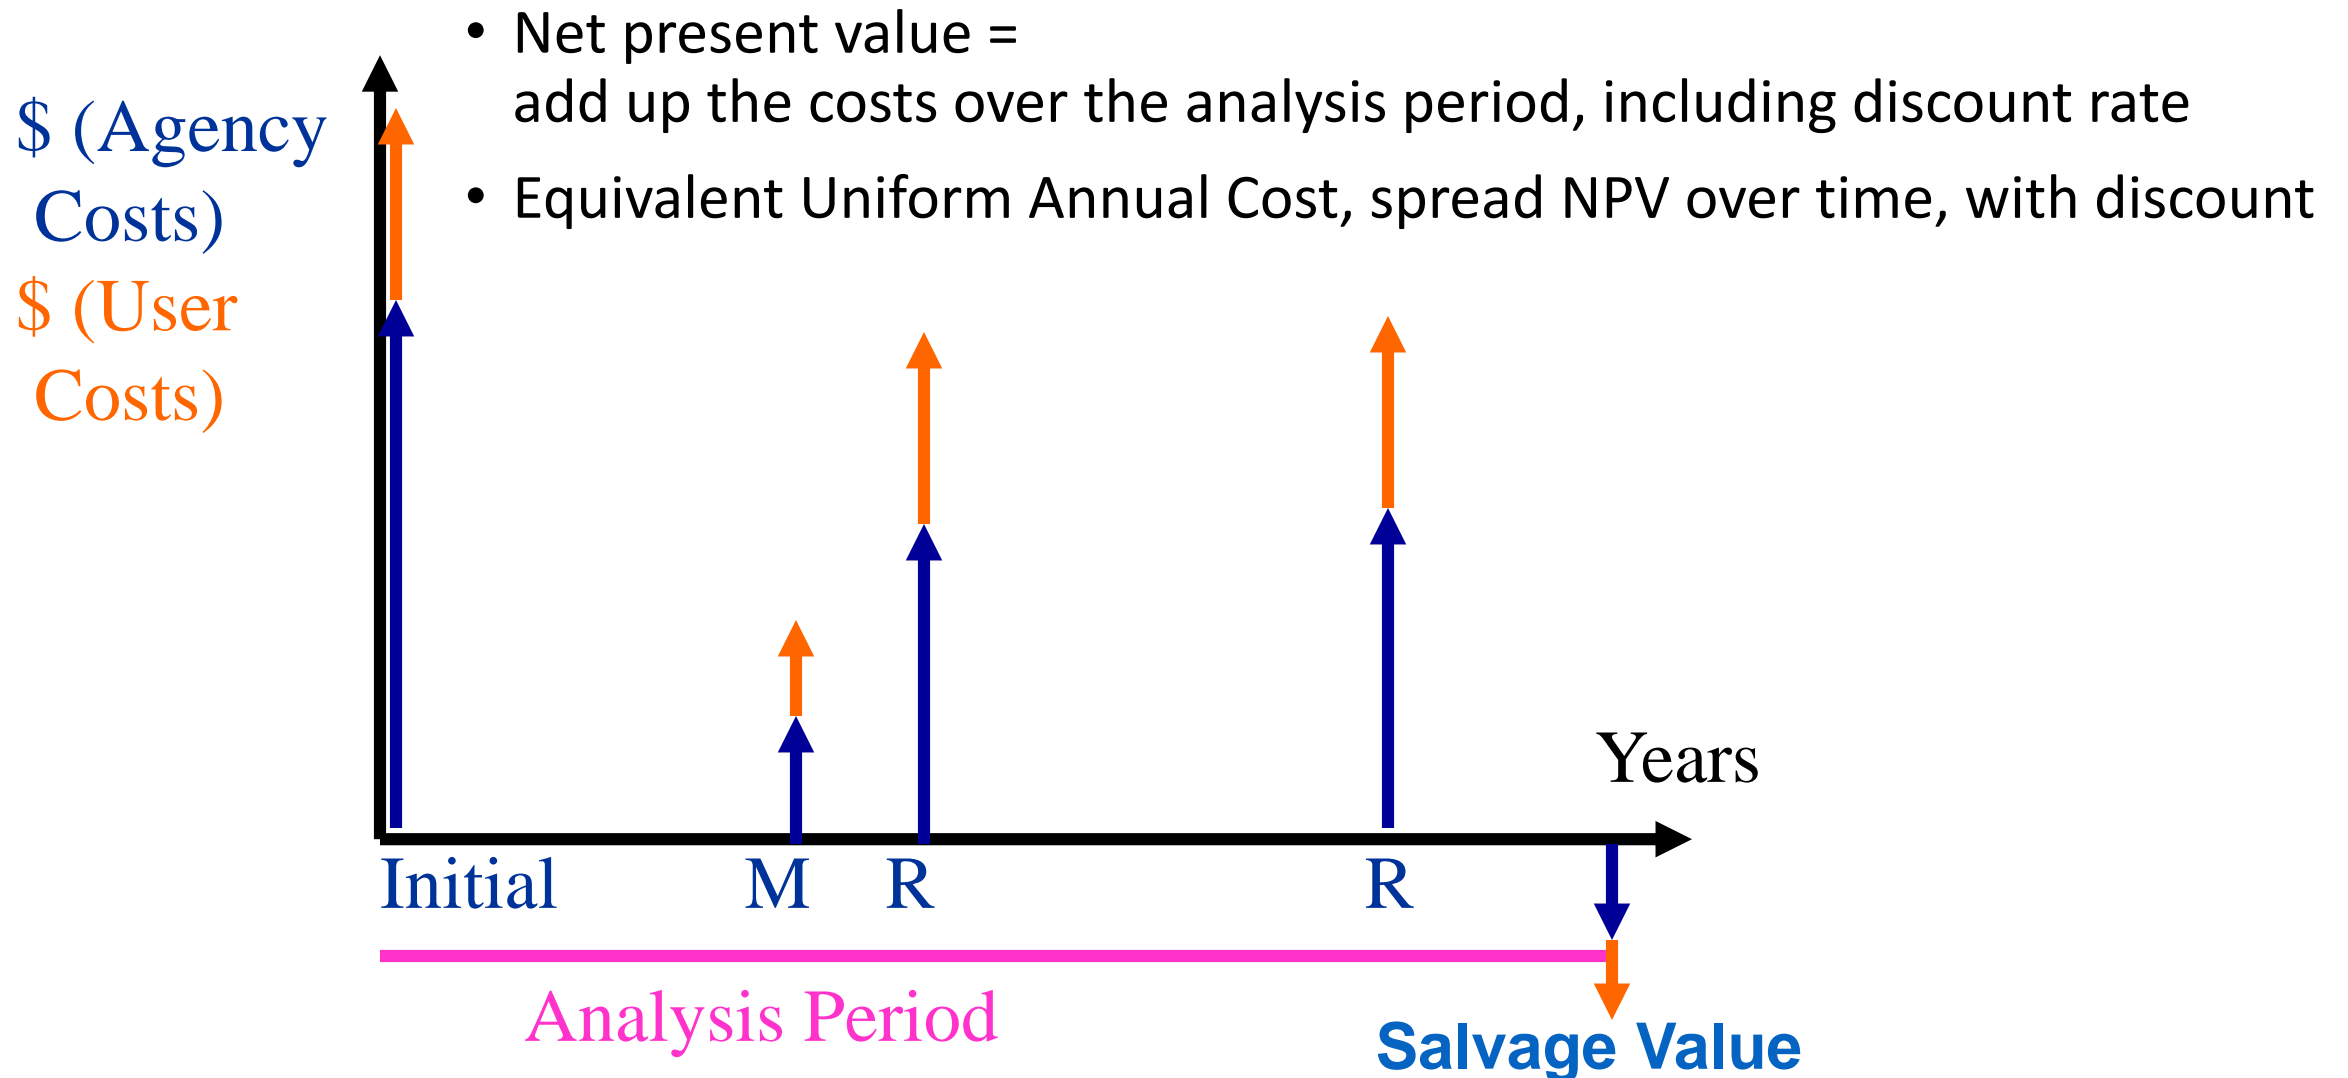 • Net present value =
add up the costs over the analysis period, including discount rate
• Equivalent Uniform Annual Cost, spread NPV over time, with discount
$ (Agency
Costs)
$ (User
Costs)
Years
Initial
M
R
R
Analysis Period
Salvage Value